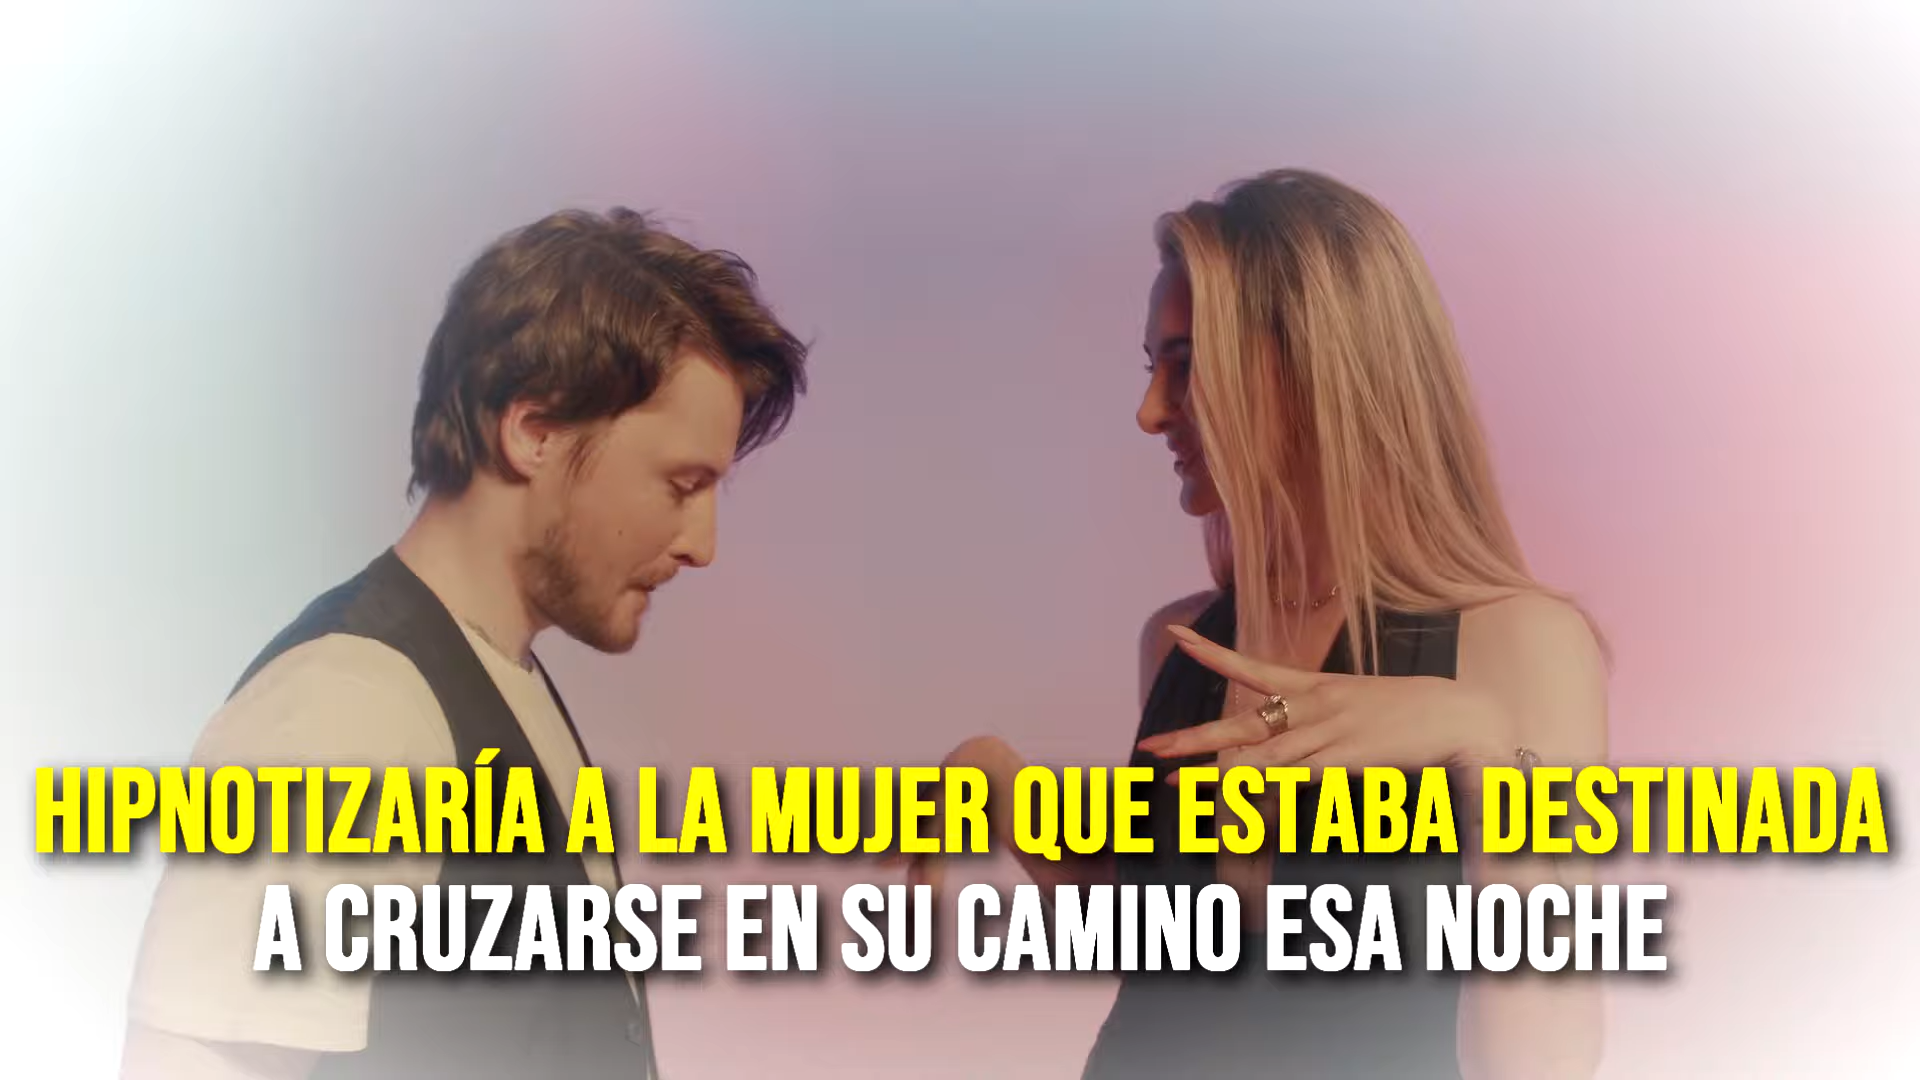 HIPNOTIZARÍA A LA MUJER QUE ESTABA DESTINADA
A CRUZARSE EN SU CAMINO ESA NOCHE